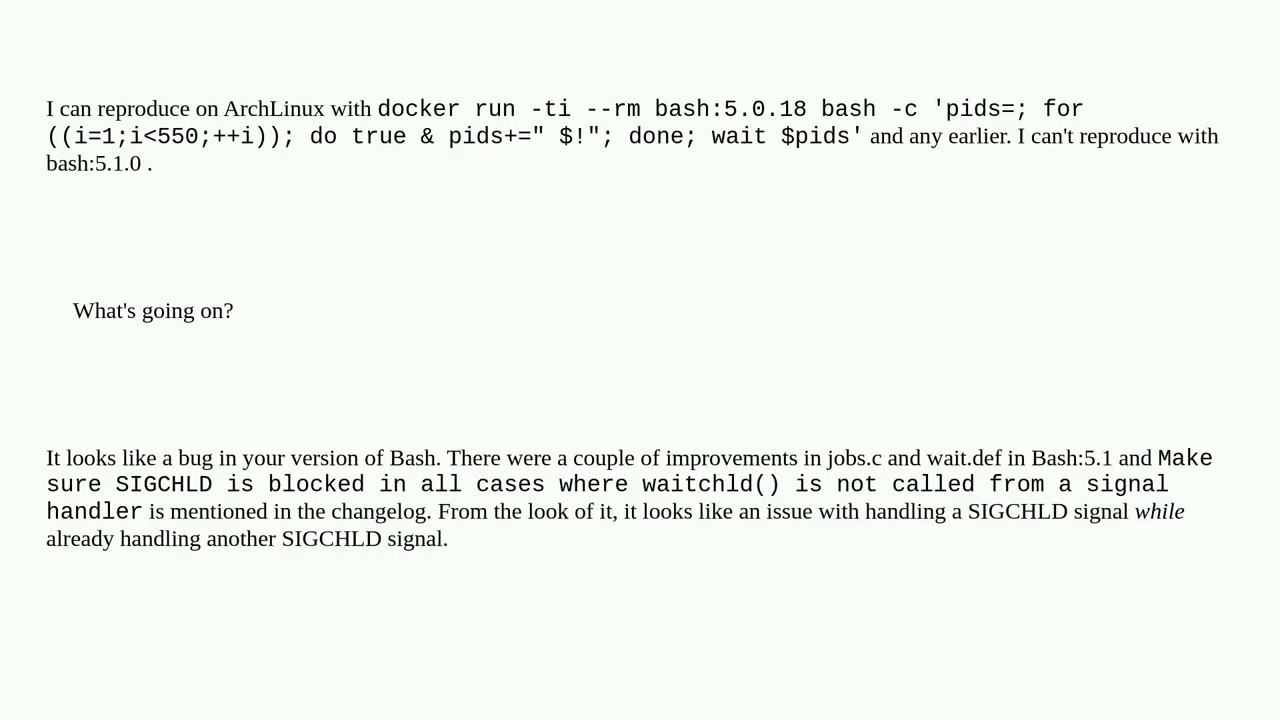 I can reproduce on ArchLinux with docker run -ti --rm bash:5.0.18 bash -c 'pids=; for
((i=1;i<550;++i)); do true & pids+=" $!"; done; wait $pids' and any earlier. I can't reproduce with
bash:5.1.0 .
What's going on?
It looks like a bug in your version of Bash. There were a couple of improvements in jobs.c and wait.def in Bash:5.1 and Make
sure SIGCHLD is blocked in all cases where waitchld() is not called from a signal
handler is mentioned in the changelog. From the look of it, it looks like an issue with handling a SIGCHLD signal while
already handling another SIGCHLD signal.